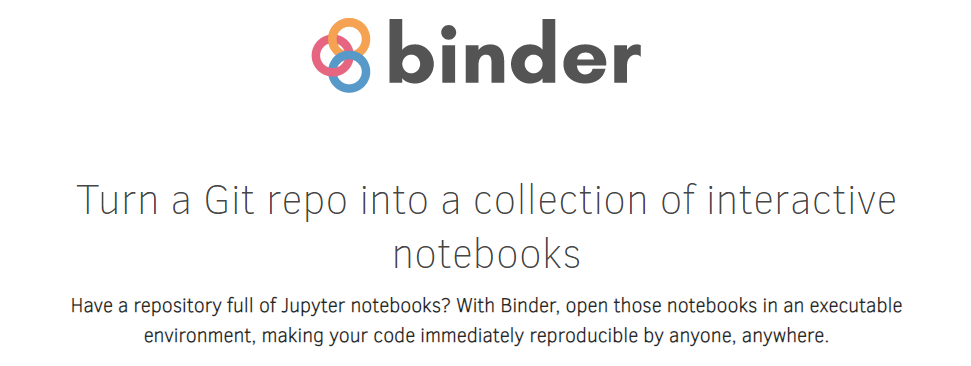 binder
Turn a Git repo into a collection of interactive
notebooks
Have a repository full of Jupyter notebooks? With Binder, open those notebooks in an executable
environment, making your code immediately reproducible by anyone, anywhere.